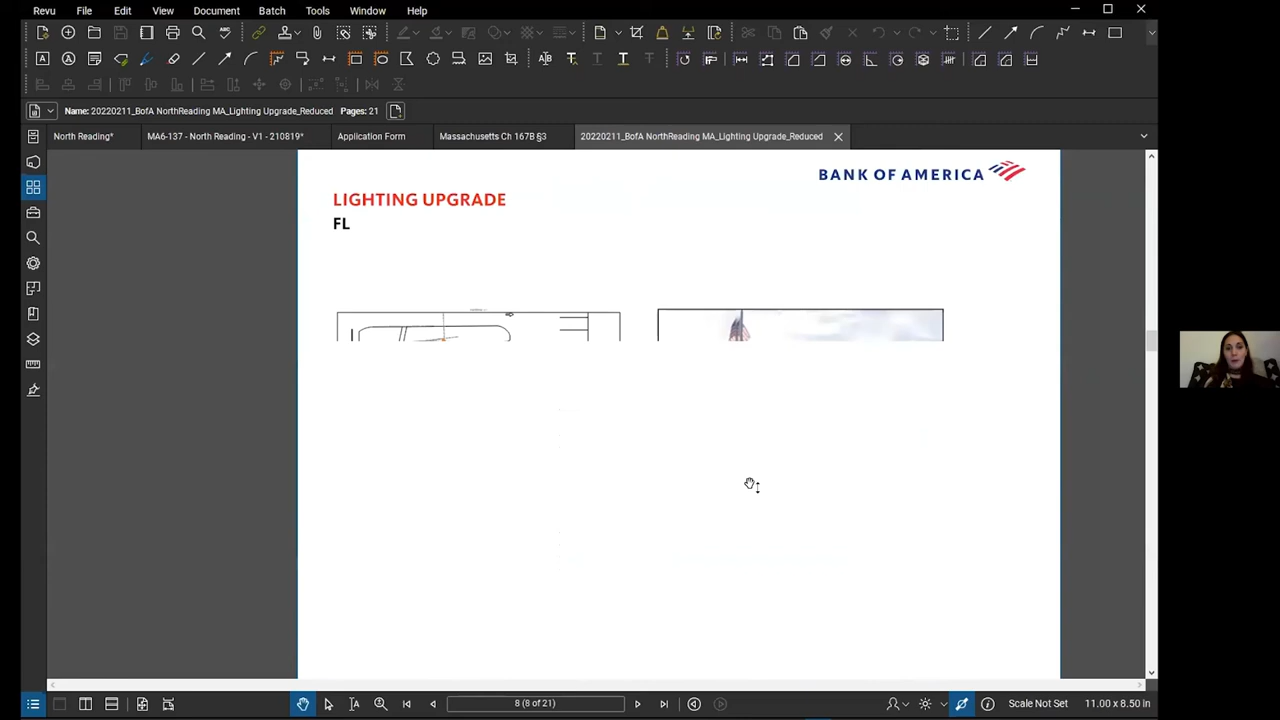 Revu File Edit View Document Batch Tools Window Help
Name: 20220211_BofA NorthReading MA_Lighting Upgrade_Reduced Pages: 21
North Reading* MA6-137 - North Reading - V1 - 210819* Application Form Massachusetts Ch 167B §3 20220211_BofA NorthReading MA_Lighting Upgrade_Reduced
BANK OF AMERICA
LIGHTING UPGRADE
FL
8 (8 of 21) Scale Not Set 11.00 x 8.50 in